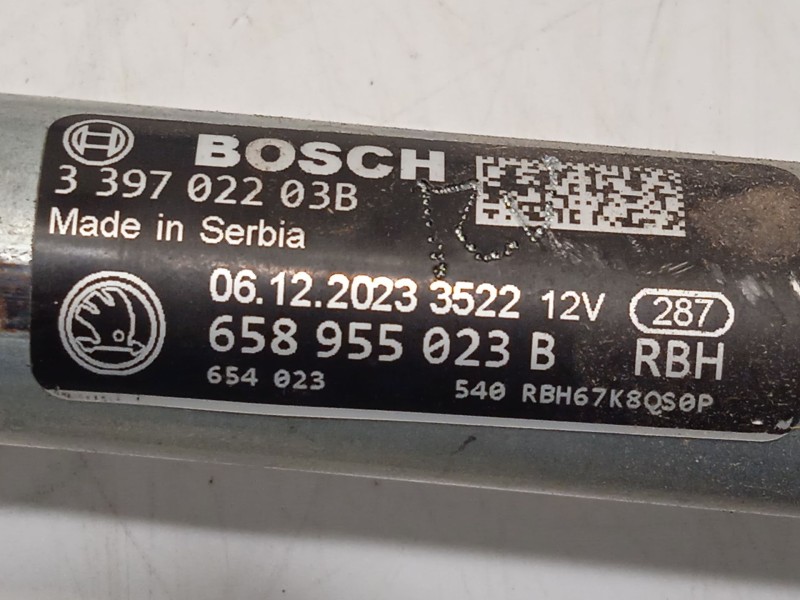 BOSCH
3 397 022 03B
Made in Serbia
06.12.2023 3522 12V 287
658 955 023 B RBH
654 023 540 RBH67K8QS0P